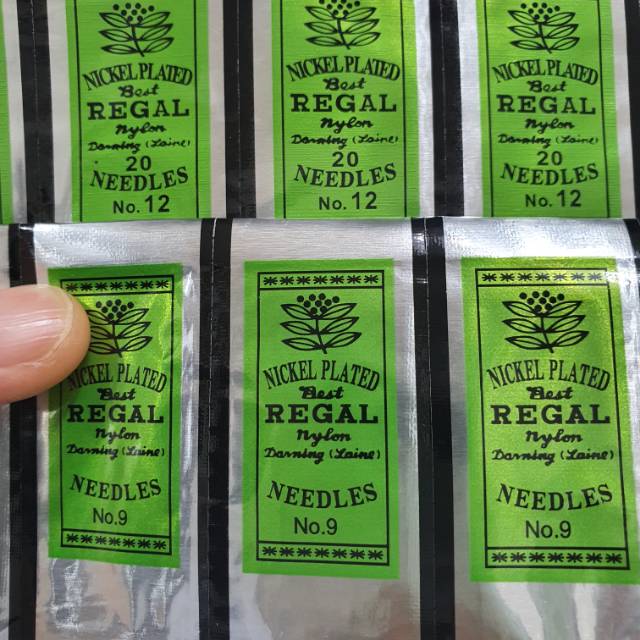 NICKEL PLATED
Best
REGAL
Nylon
Darning (Laine)
20
NEEDLES
No. 12
NICKEL PLATED
Best
REGAL
Nylon
Darning (Laine)
20
NEEDLES
No. 12
NICKEL PLATED
Best
REGAL
Nylon
Darning (Laine)
20
NEEDLES
No. 12
NICKEL PLATED
Best
REGAL
Nylon
Darning (Laine)
NEEDLES
No.9
NICKEL PLATED
Best
REGAL
Nylon
Darning (Laine)
NEEDLES
No.9
NICKEL PLATED
Best
REGAL
Nylon
Darning (Laine)
NEEDLES
No.9